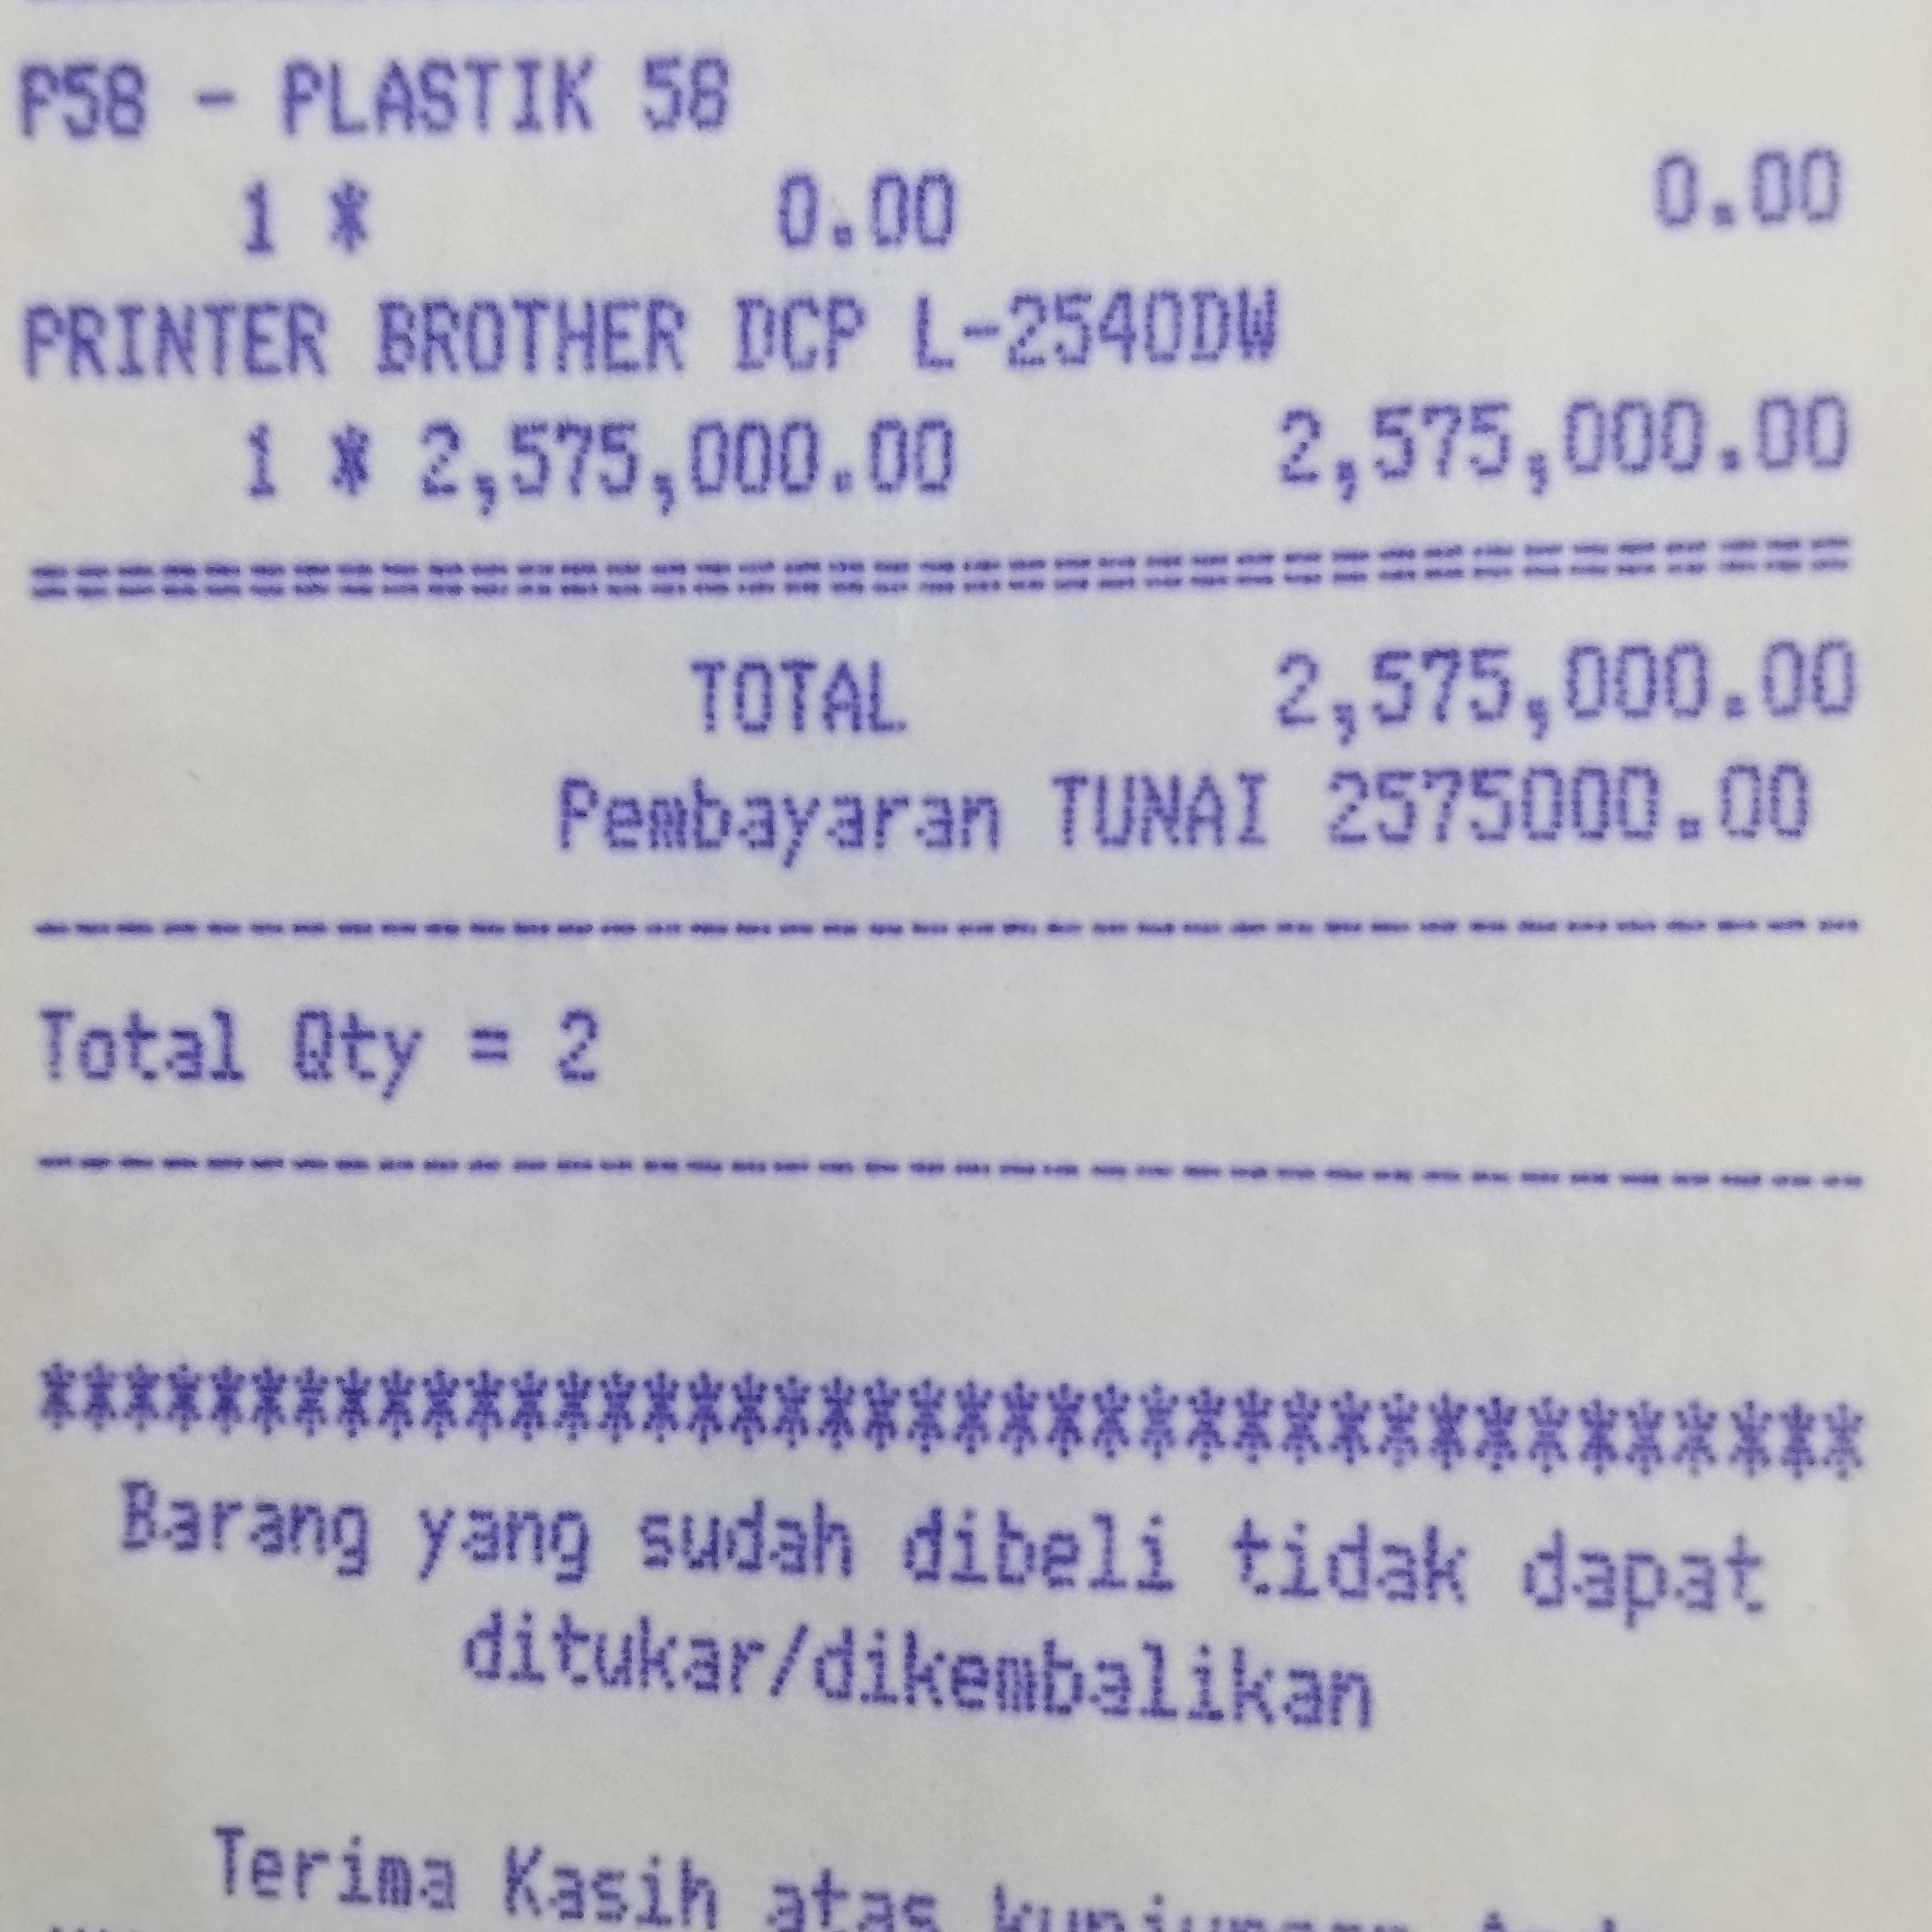 P58 - PLASTIK 58
1 * 0.00 0.00
PRINTER BROTHER DCP L-2540DW
1 * 2,575,000.00 2,575,000.00
================================
TOTAL 2,575,000.00
Pembayaran TUNAI 2575000.00
----------------------------------------
Total Qty = 2
----------------------------------------
****************************************
Barang yang sudah dibeli tidak dapat
ditukar/dikembalikan
Terima Kasih atas kunjungan